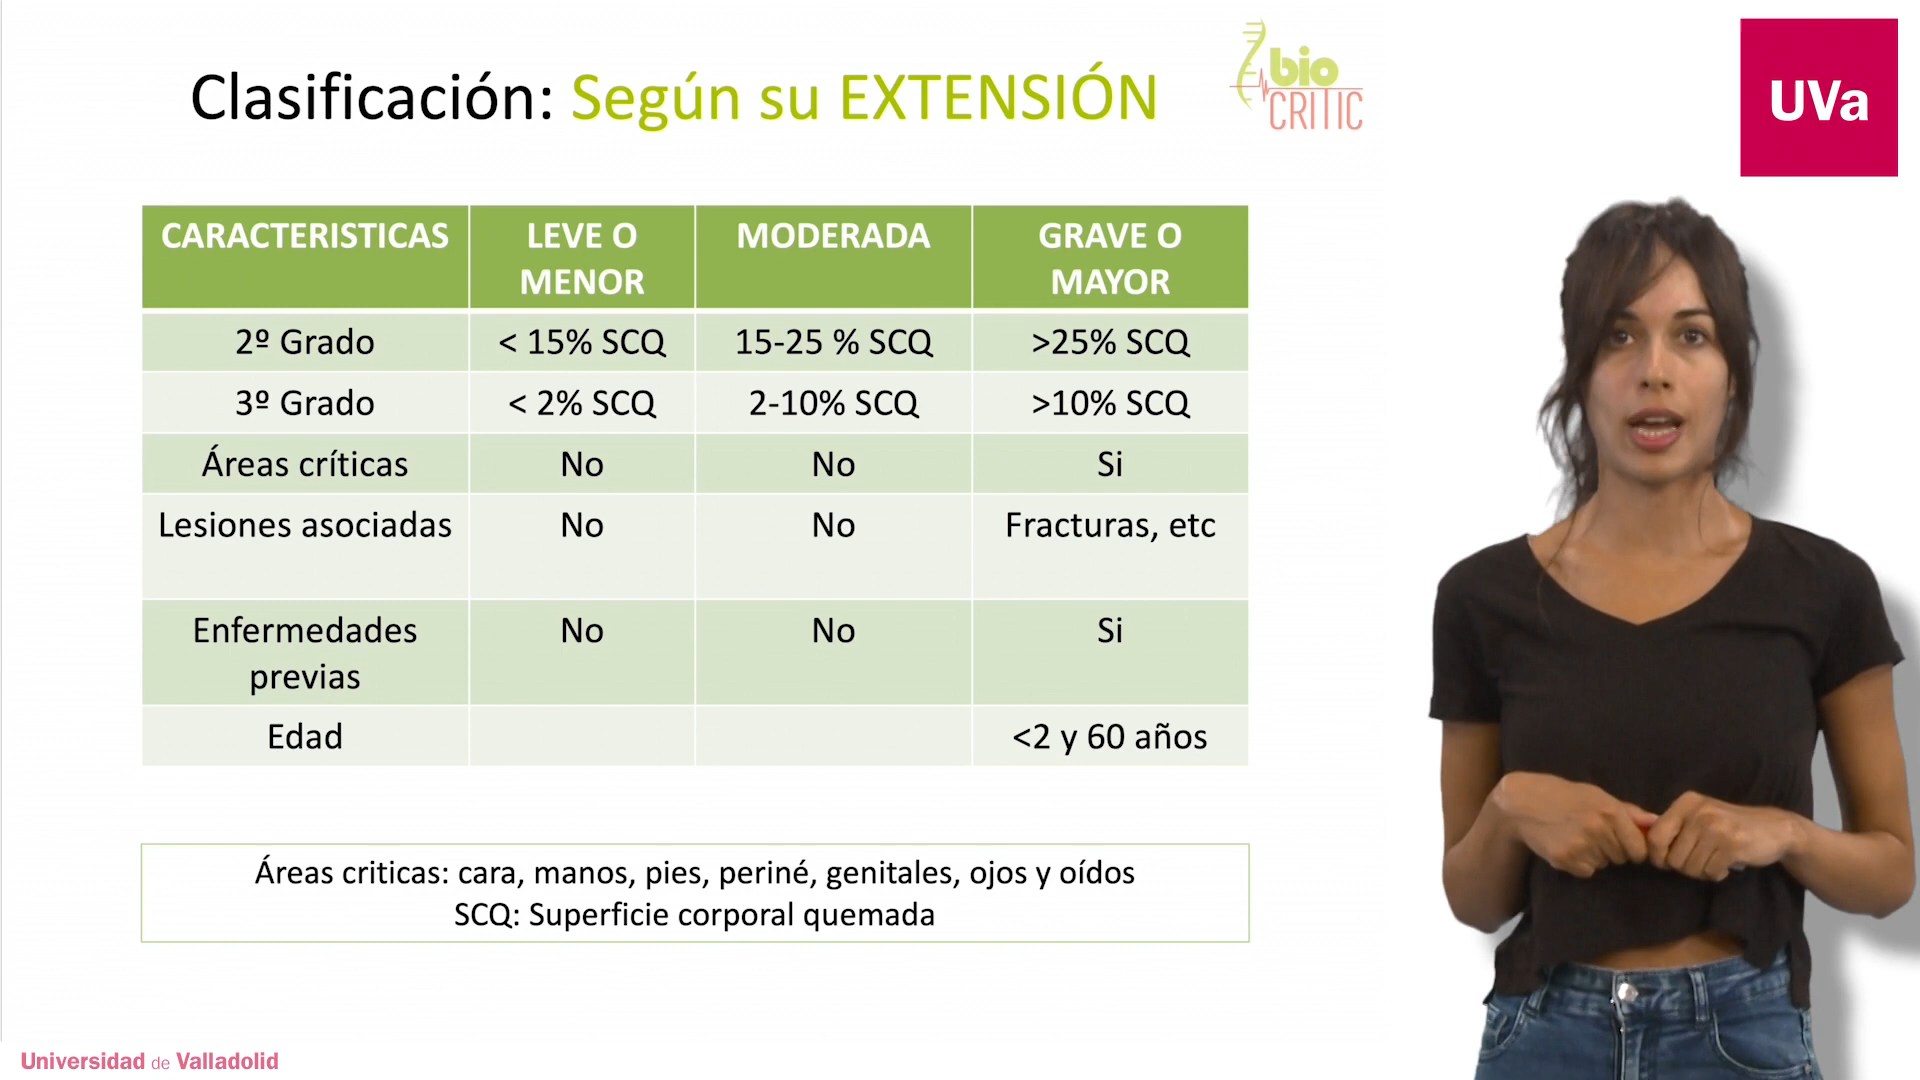 Clasificación: Según su EXTENSIÓN
bio
CRITIC
UVa
CARACTERISTICAS LEVE O MENOR MODERADA GRAVE O MAYOR
2º Grado < 15% SCQ 15-25 % SCQ >25% SCQ
3º Grado < 2% SCQ 2-10% SCQ >10% SCQ
Áreas críticas No No Si
Lesiones asociadas No No Fracturas, etc
Enfermedades previas No No Si
Edad <2 y 60 años
Áreas criticas: cara, manos, pies, periné, genitales, ojos y oídos
SCQ: Superficie corporal quemada
Universidad de Valladolid